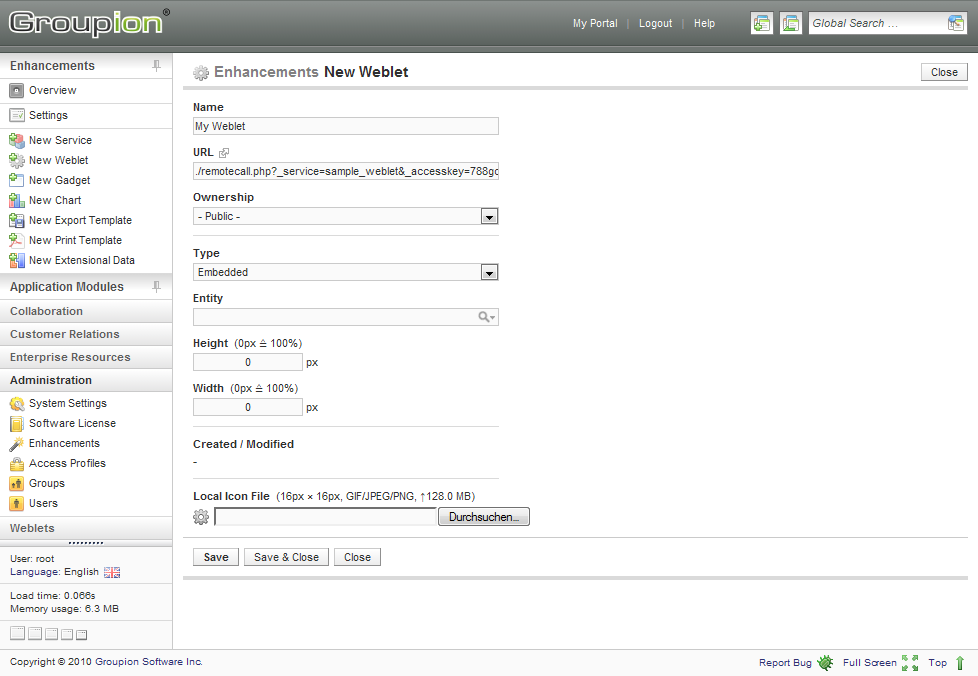 Groupion®
My Portal | Logout | Help
Global Search ...
Enhancements
Overview
Settings
New Service
New Weblet
New Gadget
New Chart
New Export Template
New Print Template
New Extensional Data
Application Modules
Collaboration
Customer Relations
Enterprise Resources
Administration
System Settings
Software License
Enhancements
Access Profiles
Groups
Users
Weblets
User: root
Language: English
Load time: 0.066s
Memory usage: 6.3 MB
Enhancements New Weblet
Close
Name
My Weblet
URL
./remotecall.php?_service=sample_weblet&_accesskey=788gc
Ownership
- Public -
Type
Embedded
Entity
Height (0px ≙ 100%)
0 px
Width (0px ≙ 100%)
0 px
Created / Modified
-
Local Icon File (16px × 16px, GIF/JPEG/PNG, ↑128.0 MB)
Durchsuchen...
Save Save & Close Close
Copyright © 2010 Groupion Software Inc.
Report Bug Full Screen Top